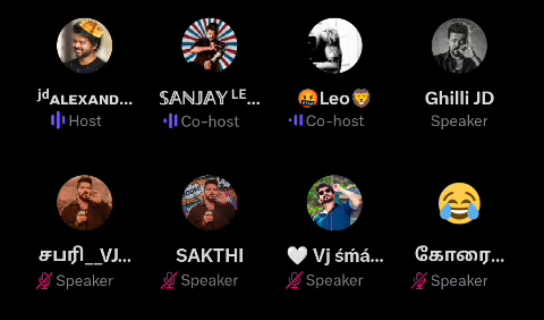 ʲᵈᴀʟᴇxᴀɴᴅ...
𝕊𝔸ℕ𝕁𝔸𝕐 ᴸᴱ...
🤬Leo🦁
Ghilli JD
Host
Co-host
Co-host
Speaker
சபரி__VJ...
SAKTHI
🤍 Vj śḿá...
கோரை...
Speaker
Speaker
Speaker
Speaker